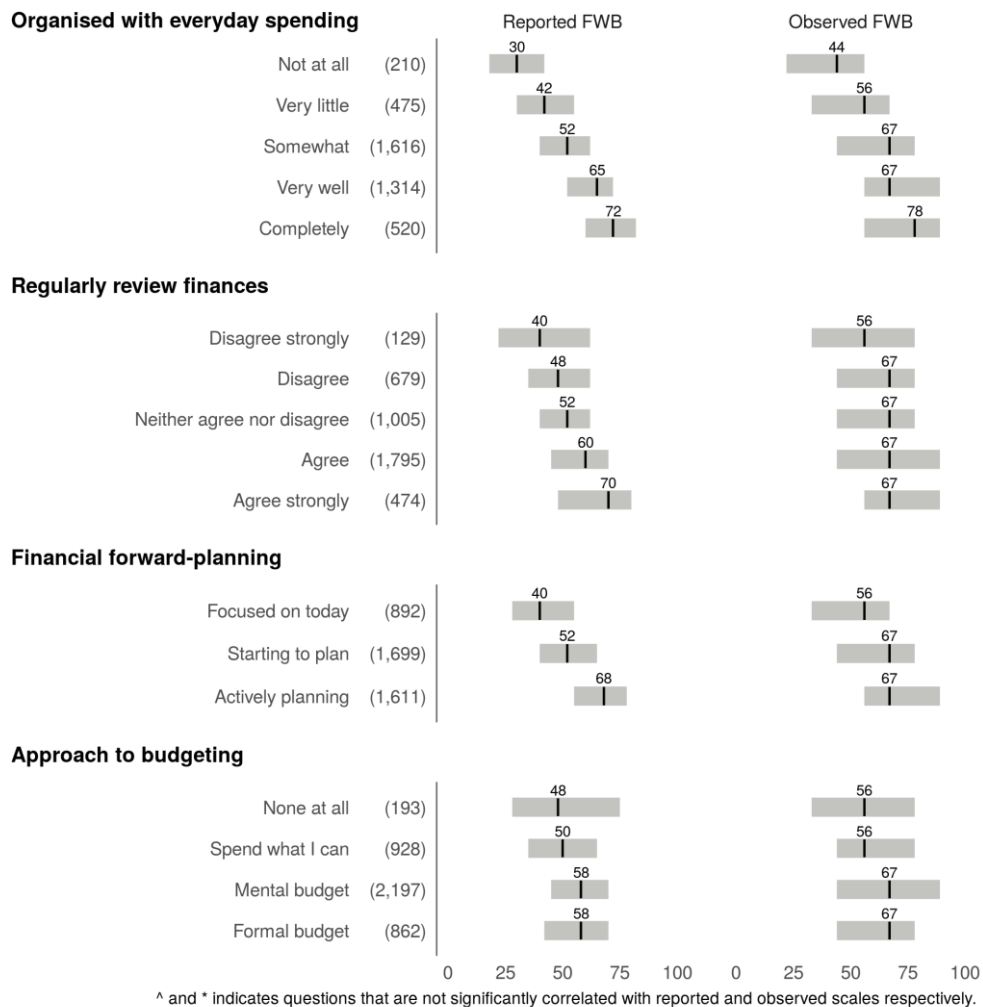 Organised with everyday spending Reported FWB Observed FWB
30 44
Not at all (210)
42 56
Very little (475)
52 67
Somewhat (1,616)
65 67
Very well (1,314)
72 78
Completely (520)
Regularly review finances
40 56
Disagree strongly (129)
48 67
Disagree (679)
52 67
Neither agree nor disagree (1,005)
60 67
Agree (1,795)
70 67
Agree strongly (474)
Financial forward-planning
40 56
Focused on today (892)
52 67
Starting to plan (1,699)
68 67
Actively planning (1,611)
Approach to budgeting
48 56
None at all (193)
50 56
Spend what I can (928)
58 67
Mental budget (2,197)
58 67
Formal budget (862)
0 25 50 75 100 0 25 50 75 100
^ and * indicates questions that are not significantly correlated with reported and observed scales respectively.